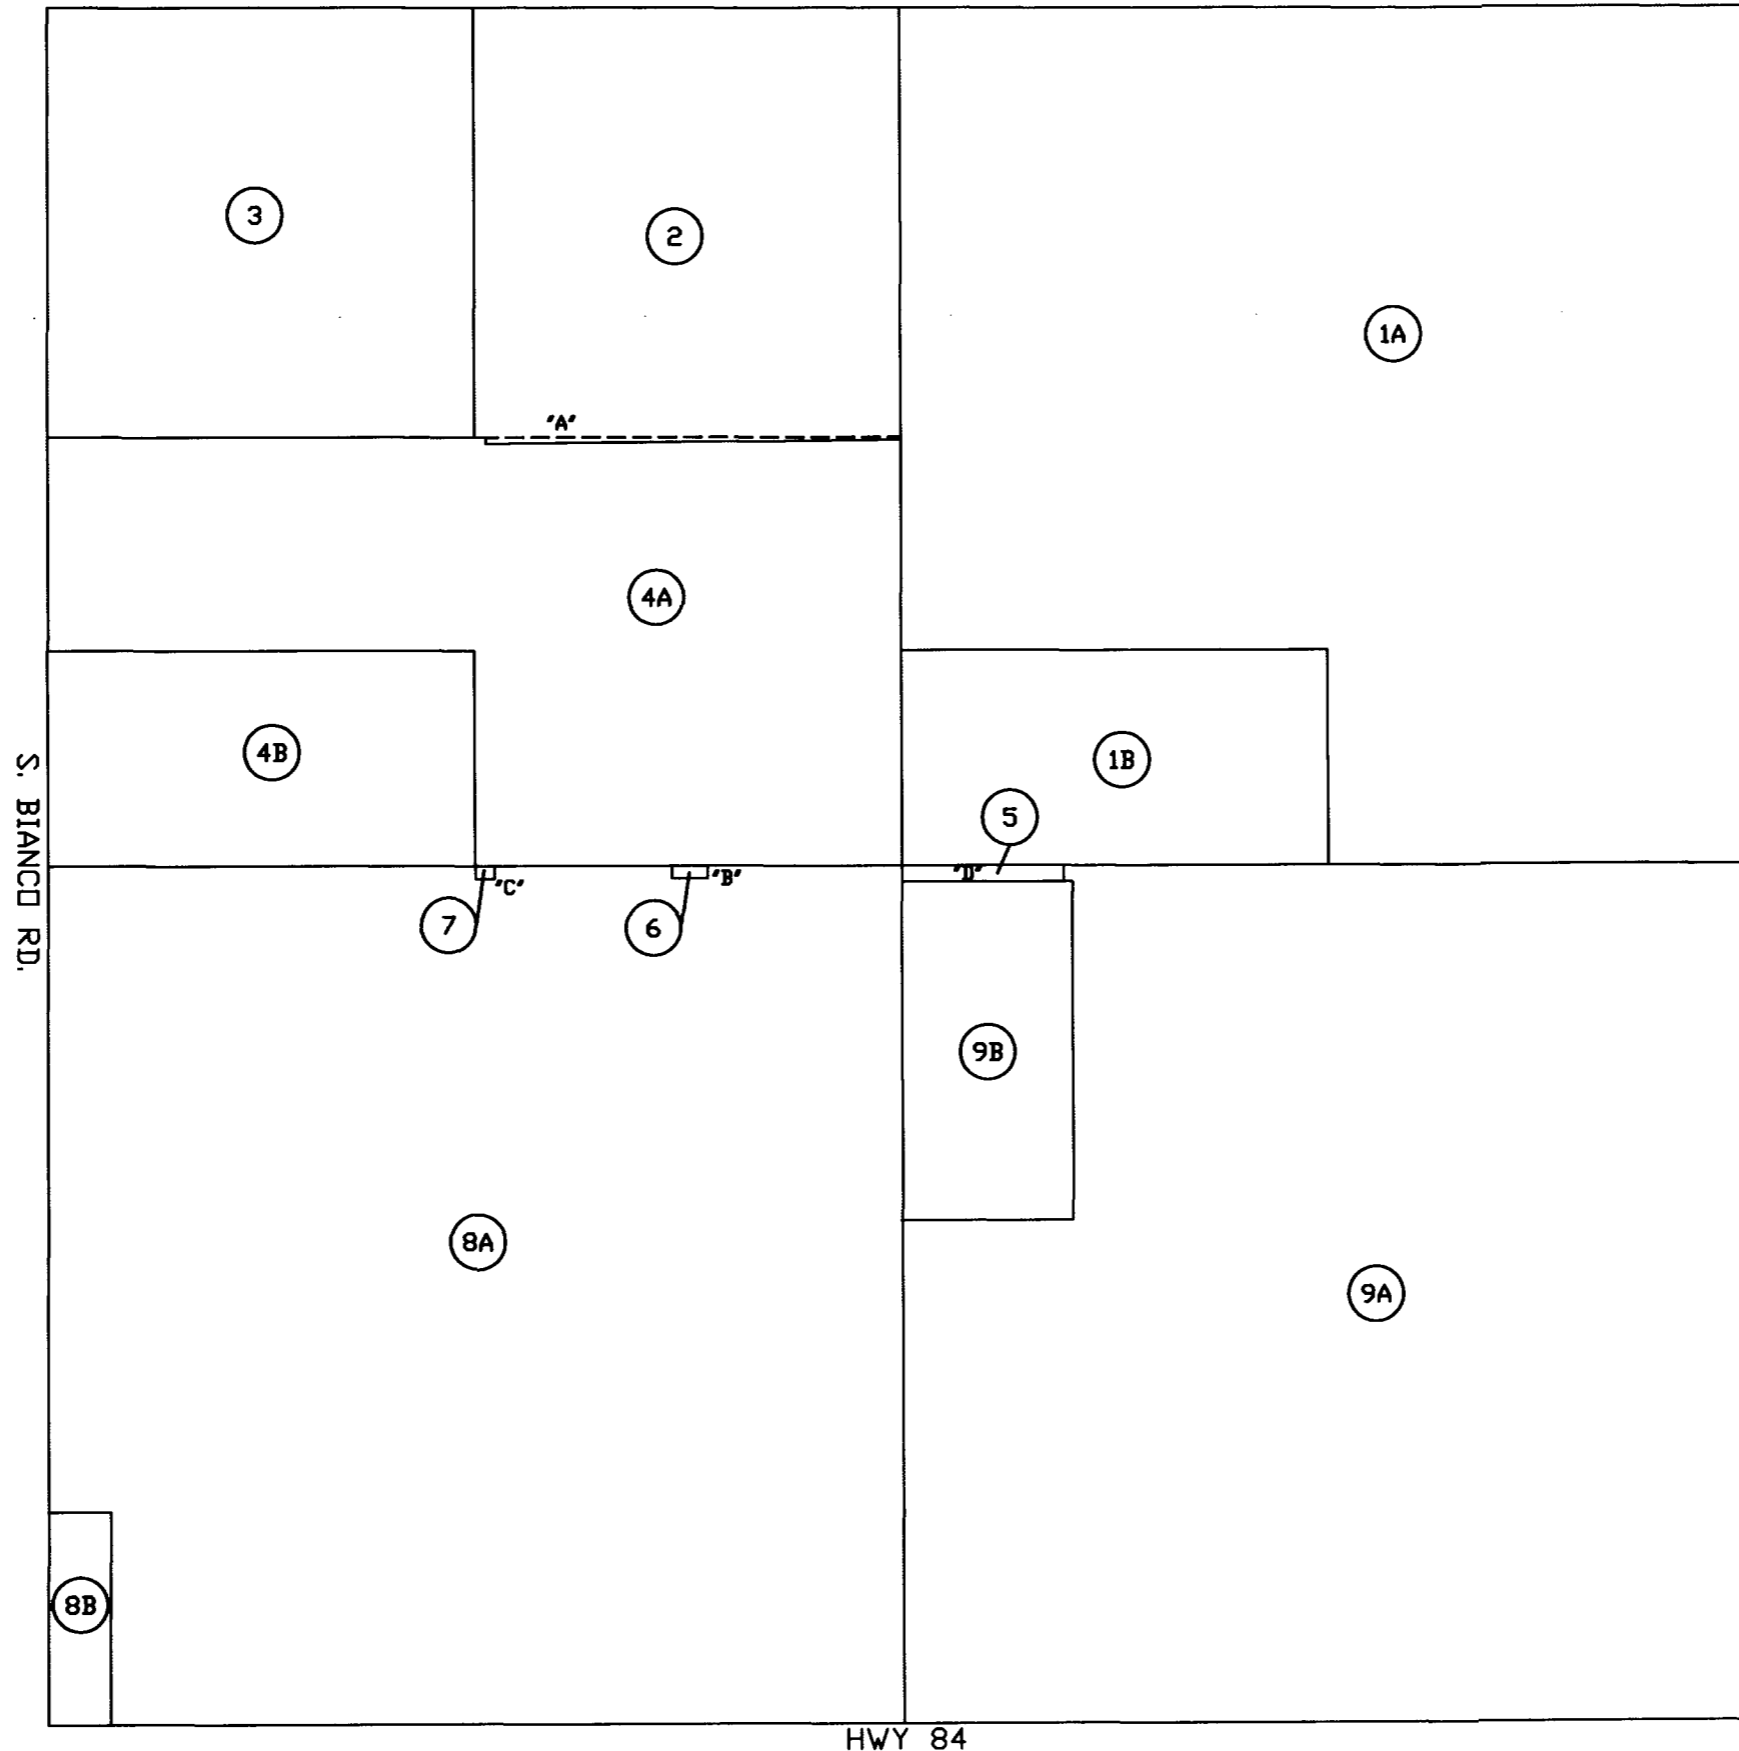 3
2
1A
"A"
4A
4B
1B
5
S. BIANCO RD.
"D"
"C"
"B"
7
6
9B
8A
9A
8B
HWY 84